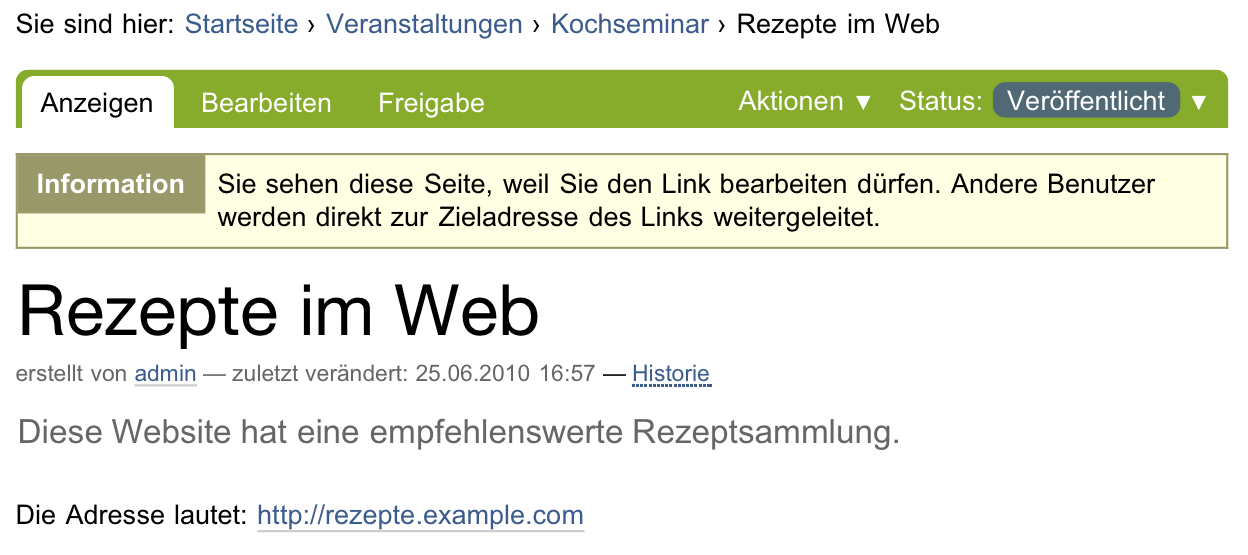 Sie sind hier: Startseite › Veranstaltungen › Kochseminar › Rezepte im Web
Anzeigen Bearbeiten Freigabe Aktionen ▼ Status: Veröffentlicht ▼
Information Sie sehen diese Seite, weil Sie den Link bearbeiten dürfen. Andere Benutzer
werden direkt zur Zieladresse des Links weitergeleitet.
Rezepte im Web
erstellt von admin — zuletzt verändert: 25.06.2010 16:57 — Historie
Diese Website hat eine empfehlenswerte Rezeptsammlung.
Die Adresse lautet: http://rezepte.example.com